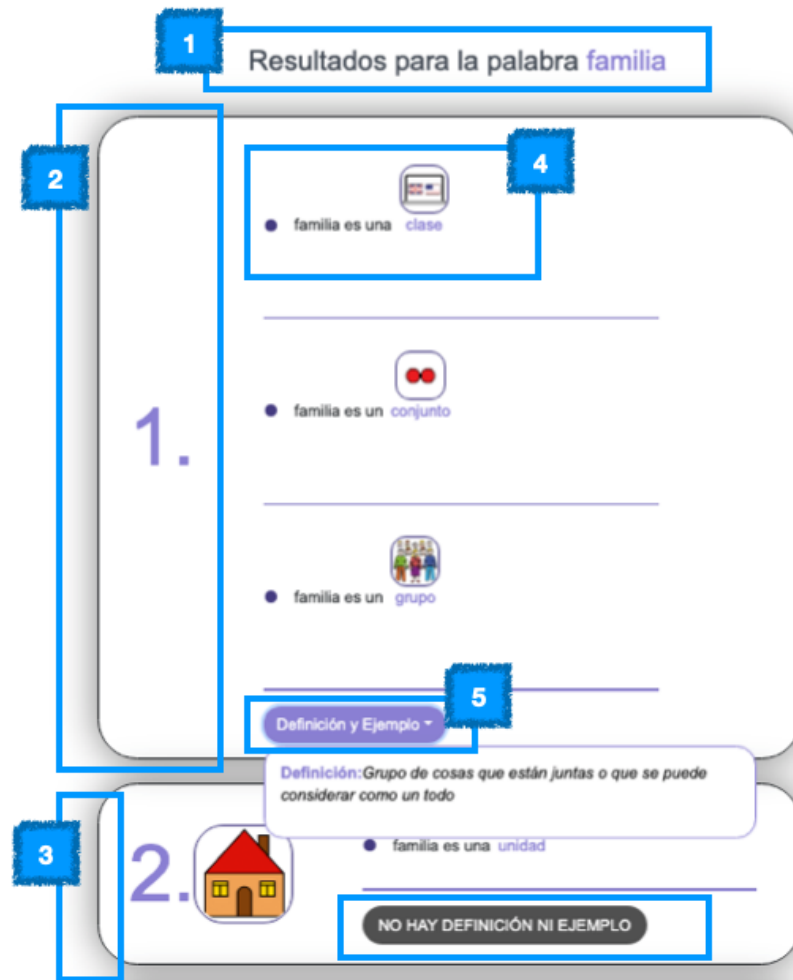 1
Resultados para la palabra familia
2
4
familia es una clase
1.
familia es un conjunto
familia es un grupo
5
Definición y Ejemplo
Definición:Grupo de cosas que están juntas o que se puede
considerar como un todo
3
2.
familia es una unidad
NO HAY DEFINICIÓN NI EJEMPLO